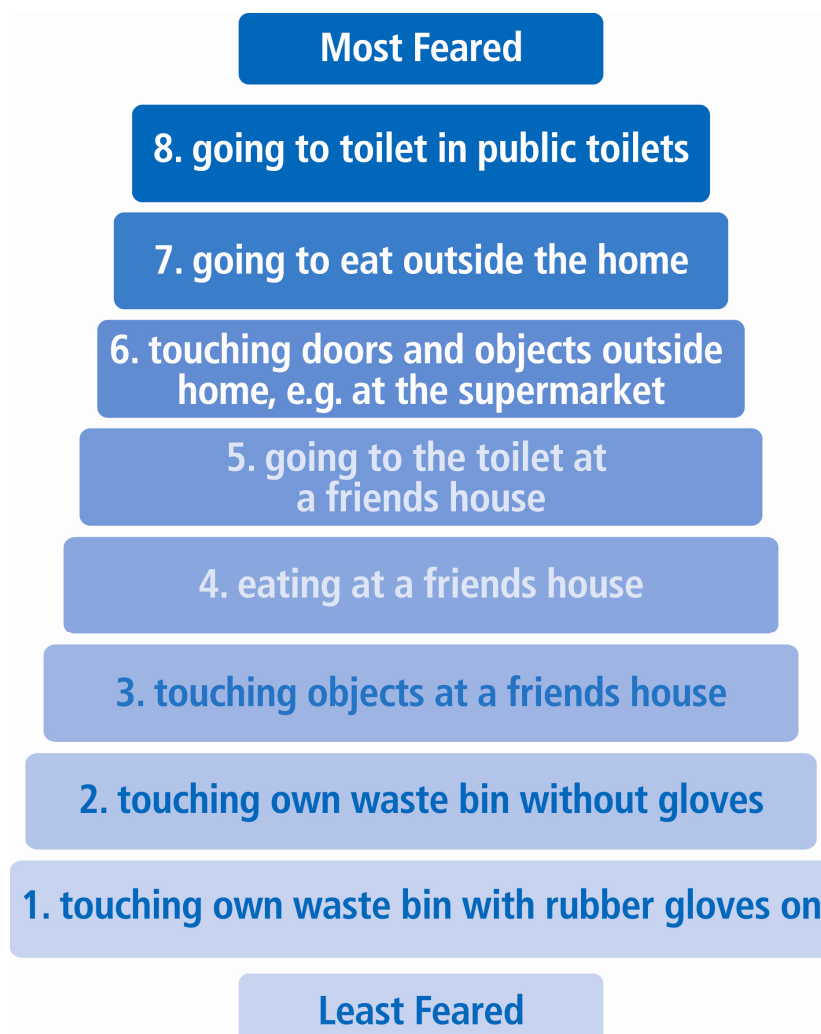 Most Feared
8. going to toilet in public toilets
7. going to eat outside the home
6. touching doors and objects outside
home, e.g. at the supermarket
5. going to the toilet at
a friends house
4. eating at a friends house
3. touching objects at a friends house
2. touching own waste bin without gloves
1. touching own waste bin with rubber gloves on
Least Feared